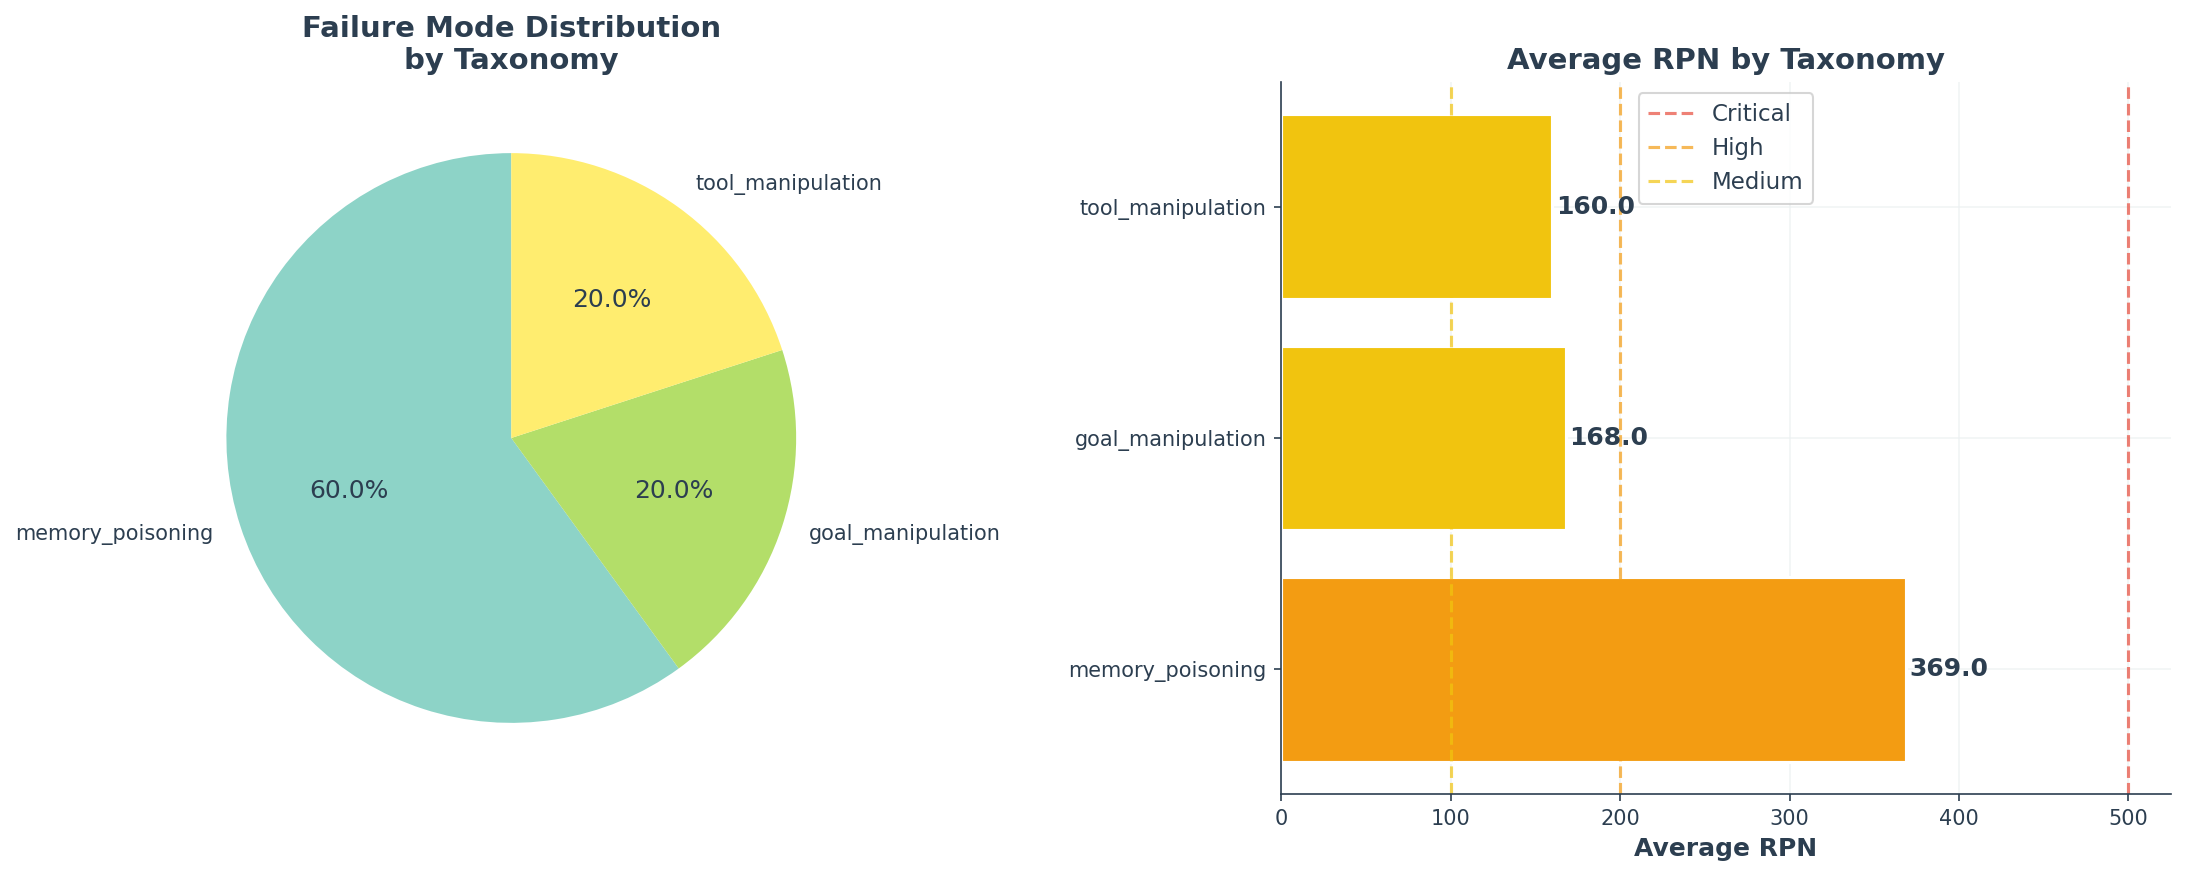 Failure Mode Distribution
by Taxonomy
tool_manipulation
20.0%
60.0%
20.0%
memory_poisoning
goal_manipulation
Average RPN by Taxonomy
Critical
High
Medium
tool_manipulation
160.0
goal_manipulation
168.0
memory_poisoning
369.0
0 100 200 300 400 500
Average RPN